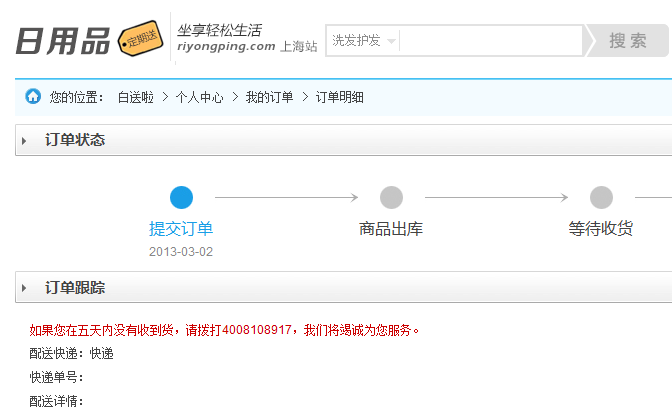 日用品 定期送 坐享轻松生活
riyongping.com 上海站 洗发护发 搜索
您的位置： 白送啦 > 个人中心 > 我的订单 > 订单明细
订单状态
提交订单 商品出库 等待收货
2013-03-02
订单跟踪
如果您在五天内没有收到货，请拨打4008108917，我们将竭诚为您服务。
配送快递：快递
快递单号：
配送详情：